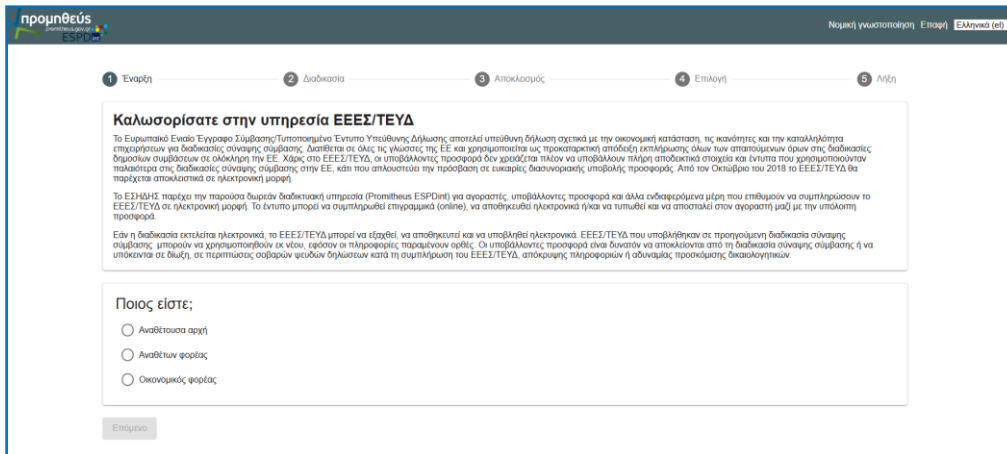 προμηθεύς
promitheus.gov.gr
ESPD
Νομική γνωστοποίηση Επαφή Ελληνικά (el)
1 Έναρξη 2 Διαδικασία 3 Αποκλεισμός 4 Επιλογή 5 Λήξη
Καλωσορίσατε στην υπηρεσία ΕΕΕΣ/ΤΕΥΔ
Το Ευρωπαϊκό Ενιαίο Έγγραφο Σύμβασης/Τυποποιημένο Έντυπο Υπεύθυνης Δήλωσης αποτελεί υπεύθυνη δήλωση σχετικά με την οικονομική κατάσταση, τις ικανότητες και την καταλληλότητα
επιχειρήσεων για διαδικασίες σύναψης σύμβασης. Διατίθεται σε όλες τις γλώσσες της ΕΕ και χρησιμοποιείται ως προκαταρκτική απόδειξη εκπλήρωσης όλων των απαιτούμενων όρων στις διαδικασίες
δημοσίων συμβάσεων σε ολόκληρη την ΕΕ. Χάρις στο ΕΕΕΣ/ΤΕΥΔ, οι υποβάλλοντες προσφορά δεν χρειάζεται πλέον να υποβάλλουν πλήρη αποδεικτικά στοιχεία και έντυπα που χρησιμοποιούνταν
παλαιότερα στις διαδικασίες σύναψης σύμβασης στην ΕΕ, κάτι που απλουστεύει την πρόσβαση σε ευκαιρίες διασυνοριακής υποβολής προσφοράς. Από τον Οκτώβριο του 2018 το ΕΕΕΣ/ΤΕΥΔ θα
παρέχεται αποκλειστικά σε ηλεκτρονική μορφή.
Το ΕΣΗΔΗΣ παρέχει την παρούσα δωρεάν διαδικτυακή υπηρεσία (Promitheus ESPDint) για αγοραστές, υποβάλλοντες προσφορά και άλλα ενδιαφερόμενα μέρη που επιθυμούν να συμπληρώσουν το
ΕΕΕΣ/ΤΕΥΔ σε ηλεκτρονική μορφή. Το έντυπο μπορεί να συμπληρωθεί επιγραμμικά (online), να αποθηκευθεί ηλεκτρονικά ή/και να τυπωθεί και να αποσταλεί στον αγοραστή μαζί με την υπόλοιπη
προσφορά.
Εάν η διαδικασία εκτελείται ηλεκτρονικά, το ΕΕΕΣ/ΤΕΥΔ μπορεί να εξαχθεί, να αποθηκευτεί και να υποβληθεί ηλεκτρονικά. ΕΕΕΣ/ΤΕΥΔ που υποβλήθηκαν σε προηγούμενη διαδικασία σύναψης
σύμβασης μπορούν να χρησιμοποιηθούν εκ νέου, εφόσον οι πληροφορίες παραμένουν ορθές. Οι υποβάλλοντες προσφορά είναι δυνατόν να αποκλείονται από τη διαδικασία σύναψης σύμβασης ή να
υπόκεινται σε δίωξη, σε περιπτώσεις σοβαρών ψευδών δηλώσεων κατά τη συμπλήρωση του ΕΕΕΣ/ΤΕΥΔ, απόκρυψης πληροφοριών ή αδυναμίας προσκόμισης δικαιολογητικών.
Ποιος είστε;
Αναθέτουσα αρχή
Αναθέτων φορέας
Οικονομικός φορέας
Επόμενο